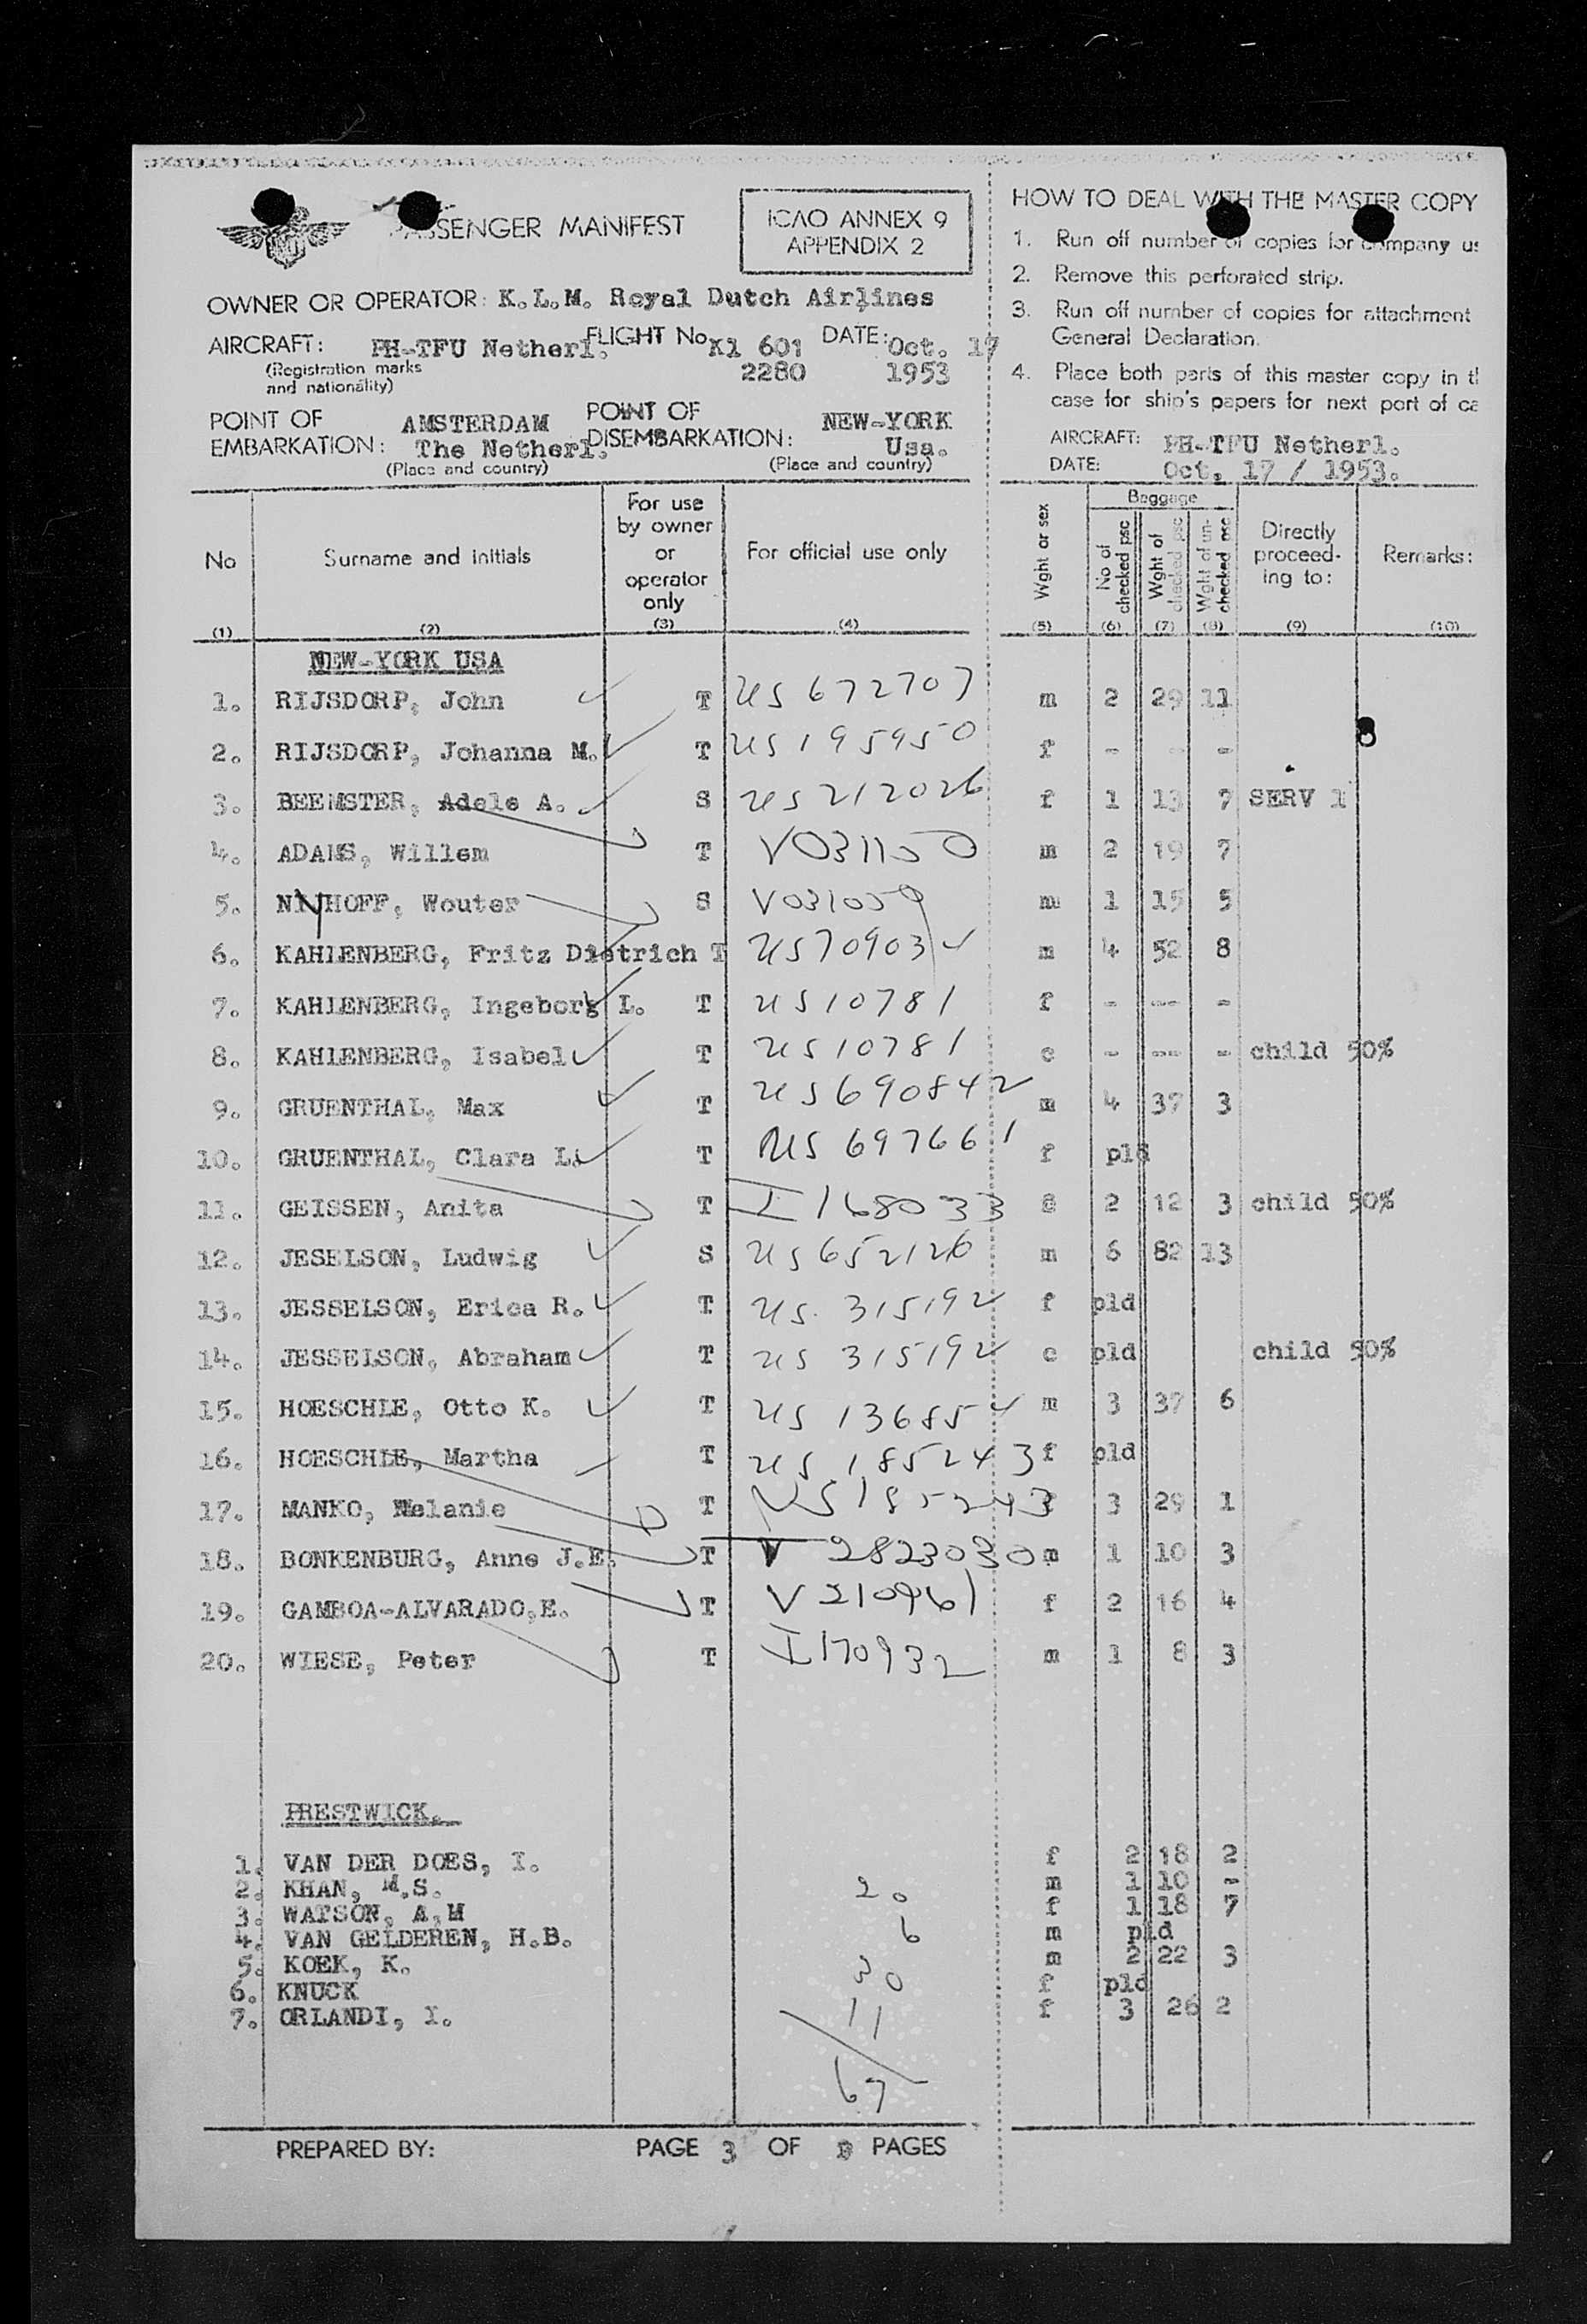 PASSENGER MANIFEST
ICAO ANNEX 9
APPENDIX 2
OWNER OR OPERATOR: K.L.M. Royal Dutch Airlines
AIRCRAFT: PH-TFU Netherl. FLIGHT No Kl 601 DATE: Oct. 17
(Registration marks and nationality) 2280 1953
POINT OF EMBARKATION: AMSTERDAM The Netherl. POINT OF DISEMBARKATION: NEW-YORK Usa.
(Place and country) (Place and country)
HOW TO DEAL WITH THE MASTER COPY
1. Run off number of copies for company
2. Remove this perforated strip.
3. Run off number of copies for attachment
General Declaration.
4. Place both parts of this master copy in
case for ship's papers for next port of
AIRCRAFT: PH-TFU Netherl.
DATE: Oct. 17 / 1953.
No Surname and initials For use by owner or operator only For official use only Wght or sex Baggage No of checked psc Wght of checked psc Wght of un-checked psc Directly proceed-ing to: Remarks:
(1) (2) (3) (4) (5) (6) (7) (8) (9) (10)
NEW-YORK USA
1. RIJSDORP, John T US 672707 m 2 29 11
2. RIJSDORP, Johanna M. T US 195950 f - - -
8
3. BEEMSTER, Adele A. S US 212026 f 1 13 7 SERV 1
4. ADAMS, Willem T V031150 m 2 19 7
5. NYHOFF, Wouter S V031059 m 1 15 5
6. KAHLENBERG, Fritz Dietrich T US 70903 m 4 52 8
7. KAHLENBERG, Ingeborg L. T US 10781 f - --- -
8. KAHLENBERG, Isabel T US 10781 c - --- - child 50%
9. GRUENTHAL, Max T US 690842 m 4 37 3
10. GRUENTHAL, Clara L. T US 697661 f pld
11. GEISSEN, Anita T I 168033 c 2 12 3 child 50%
12. JESELSON, Ludwig S US 652126 m 6 82 13
13. JESSELSON, Erica R. T US. 315192 f pld
14. JESSELSON, Abraham T US 315192 c pld child 50%
15. HOESCHLE, Otto K. T US 13685 m 3 37 6
16. HOESCHLE, Martha T US 185243 f pld
17. MANKO, Melanie T US 185243 f 3 29 1
18. BONKENBURG, Anne J.E. T V 2823030 m 1 10 3
19. GAMBOA-ALVARADO,E. T V 210961 f 2 16 4
20. WIESE, Peter T I 170932 m 1 8 3
PRESTWICK.
1. VAN DER DOES, I. f 2 18 2
2. KHAN, M.S. m 1 10 -
3. WATSON, A,M f 1 18 7
4. VAN GELDEREN, H.B. m pld
5. KOEK, K. m 2 22 3
6. KNUCK f pld
7. ORLANDI, I. f 3 26 2
20
6
30
11
67
PREPARED BY: PAGE 3 OF PAGES